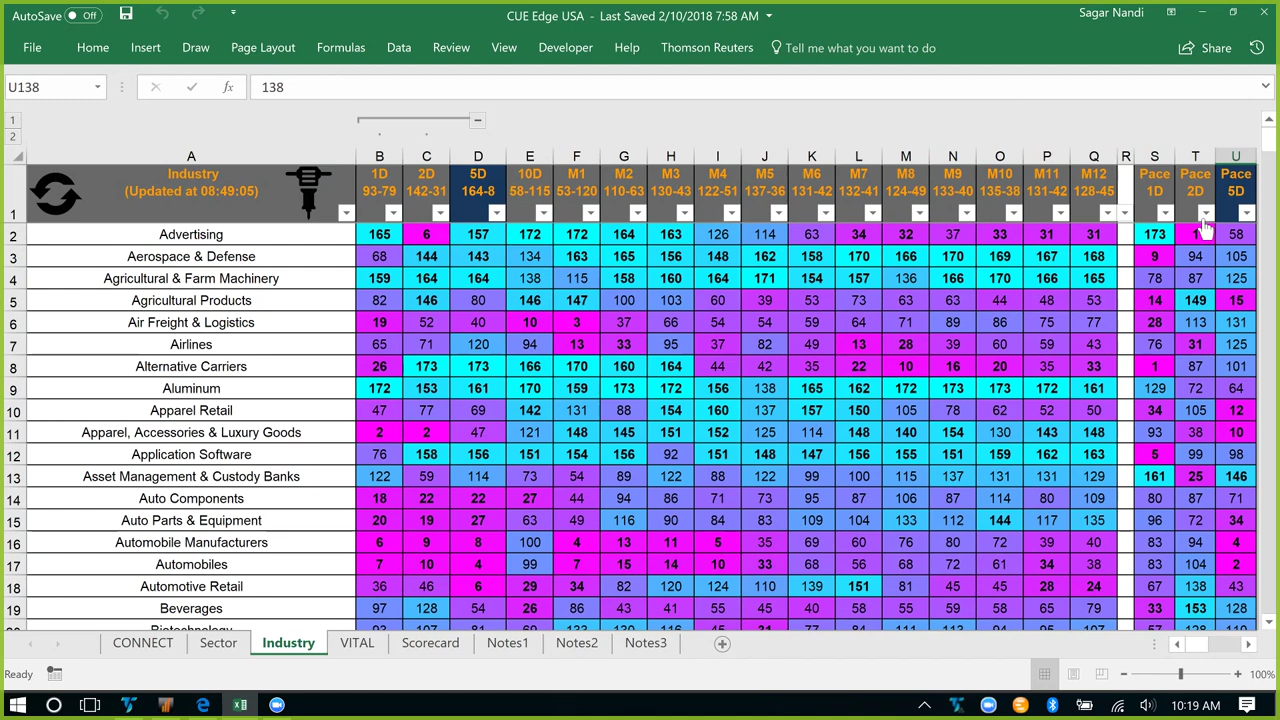 AutoSave Off CUE Edge USA - Last Saved 2/10/2018 7:58 AM Sagar Nandi
File Home Insert Draw Page Layout Formulas Data Review View Developer Help Thomson Reuters Tell me what you want to do Share
U138 fx 138
1
2
A B C D E F G H I J K L M N O P Q R S T U
Industry 1D 2D 5D 10D M1 M2 M3 M4 M5 M6 M7 M8 M9 M10 M11 M12 Pace Pace Pace
(Updated at 08:49:05) 93-79 142-31 164-8 58-115 53-120 110-63 130-43 122-51 137-36 131-42 132-41 124-49 133-40 135-38 131-42 128-45 1D 2D 5D
1
2 Advertising 165 6 157 172 172 164 163 126 114 63 34 32 37 33 31 31 173 58
3 Aerospace & Defense 68 144 143 134 163 165 156 148 162 158 170 166 170 169 167 168 9 94 105
4 Agricultural & Farm Machinery 159 164 164 138 115 158 160 164 171 154 157 136 166 170 166 165 78 87 125
5 Agricultural Products 82 146 80 146 147 100 103 60 39 53 73 63 63 44 48 53 14 149 15
6 Air Freight & Logistics 19 52 40 10 3 37 66 54 54 59 64 71 89 86 75 77 28 113 131
7 Airlines 65 71 120 94 13 33 95 37 82 49 13 28 39 60 59 43 76 31 125
8 Alternative Carriers 26 173 173 166 170 160 164 44 42 35 22 10 16 20 35 33 1 87 101
9 Aluminum 172 153 161 170 159 173 172 156 138 165 162 172 173 173 172 161 129 72 64
10 Apparel Retail 47 77 69 142 131 88 154 160 137 157 150 105 78 62 52 50 34 105 12
11 Apparel, Accessories & Luxury Goods 2 2 47 121 148 145 151 152 125 114 148 140 154 130 143 148 93 38 10
12 Application Software 76 158 156 151 154 156 92 151 148 147 156 155 151 159 162 163 5 99 98
13 Asset Management & Custody Banks 122 59 114 73 54 89 122 88 122 99 100 115 137 131 131 129 161 25 146
14 Auto Components 18 22 22 27 44 94 86 71 73 95 87 106 87 114 80 109 80 87 71
15 Auto Parts & Equipment 20 19 27 63 49 116 90 84 83 109 104 133 112 144 117 135 96 72 34
16 Automobile Manufacturers 6 9 8 100 4 13 11 5 35 69 60 76 80 72 39 40 83 94 4
17 Automobiles 7 10 4 99 7 15 14 10 33 68 56 68 72 61 34 38 83 104 2
18 Automotive Retail 36 46 6 29 34 82 120 124 110 139 151 81 45 45 28 24 67 138 43
19 Beverages 97 128 54 26 86 43 41 55 45 40 58 55 59 58 65 79 33 153 128
CONNECT Sector Industry VITAL Scorecard Notes1 Notes2 Notes3
Ready 100%
10:19 AM